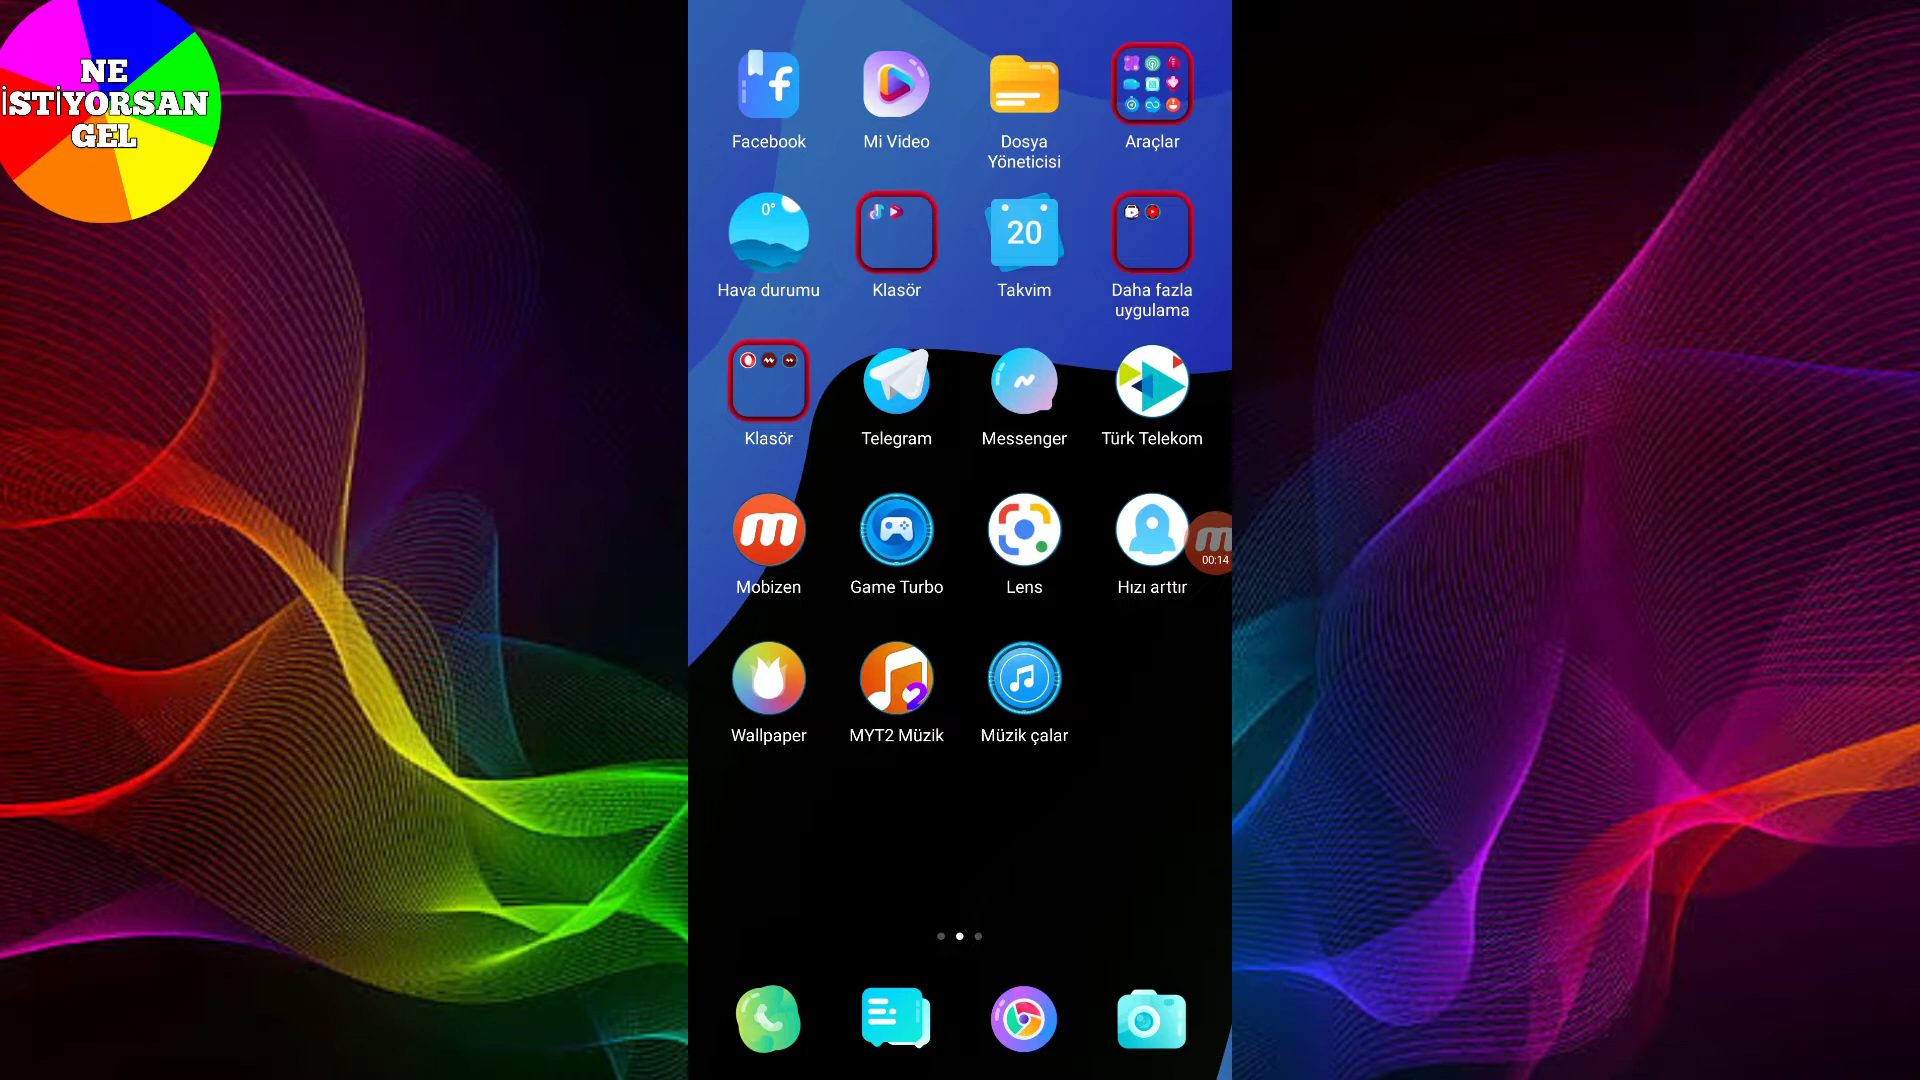 NE
İSTİYORSAN
GEL
Facebook
Mi Video
Dosya
Yöneticisi
Araçlar
0°
Hava durumu
Klasör
20
Takvim
Daha fazla
uygulama
Klasör
Telegram
Messenger
Türk Telekom
m
Mobizen
Game Turbo
Lens
Hızı arttır
m
00:14
Wallpaper
2
MYT2 Müzik
Müzik çalar